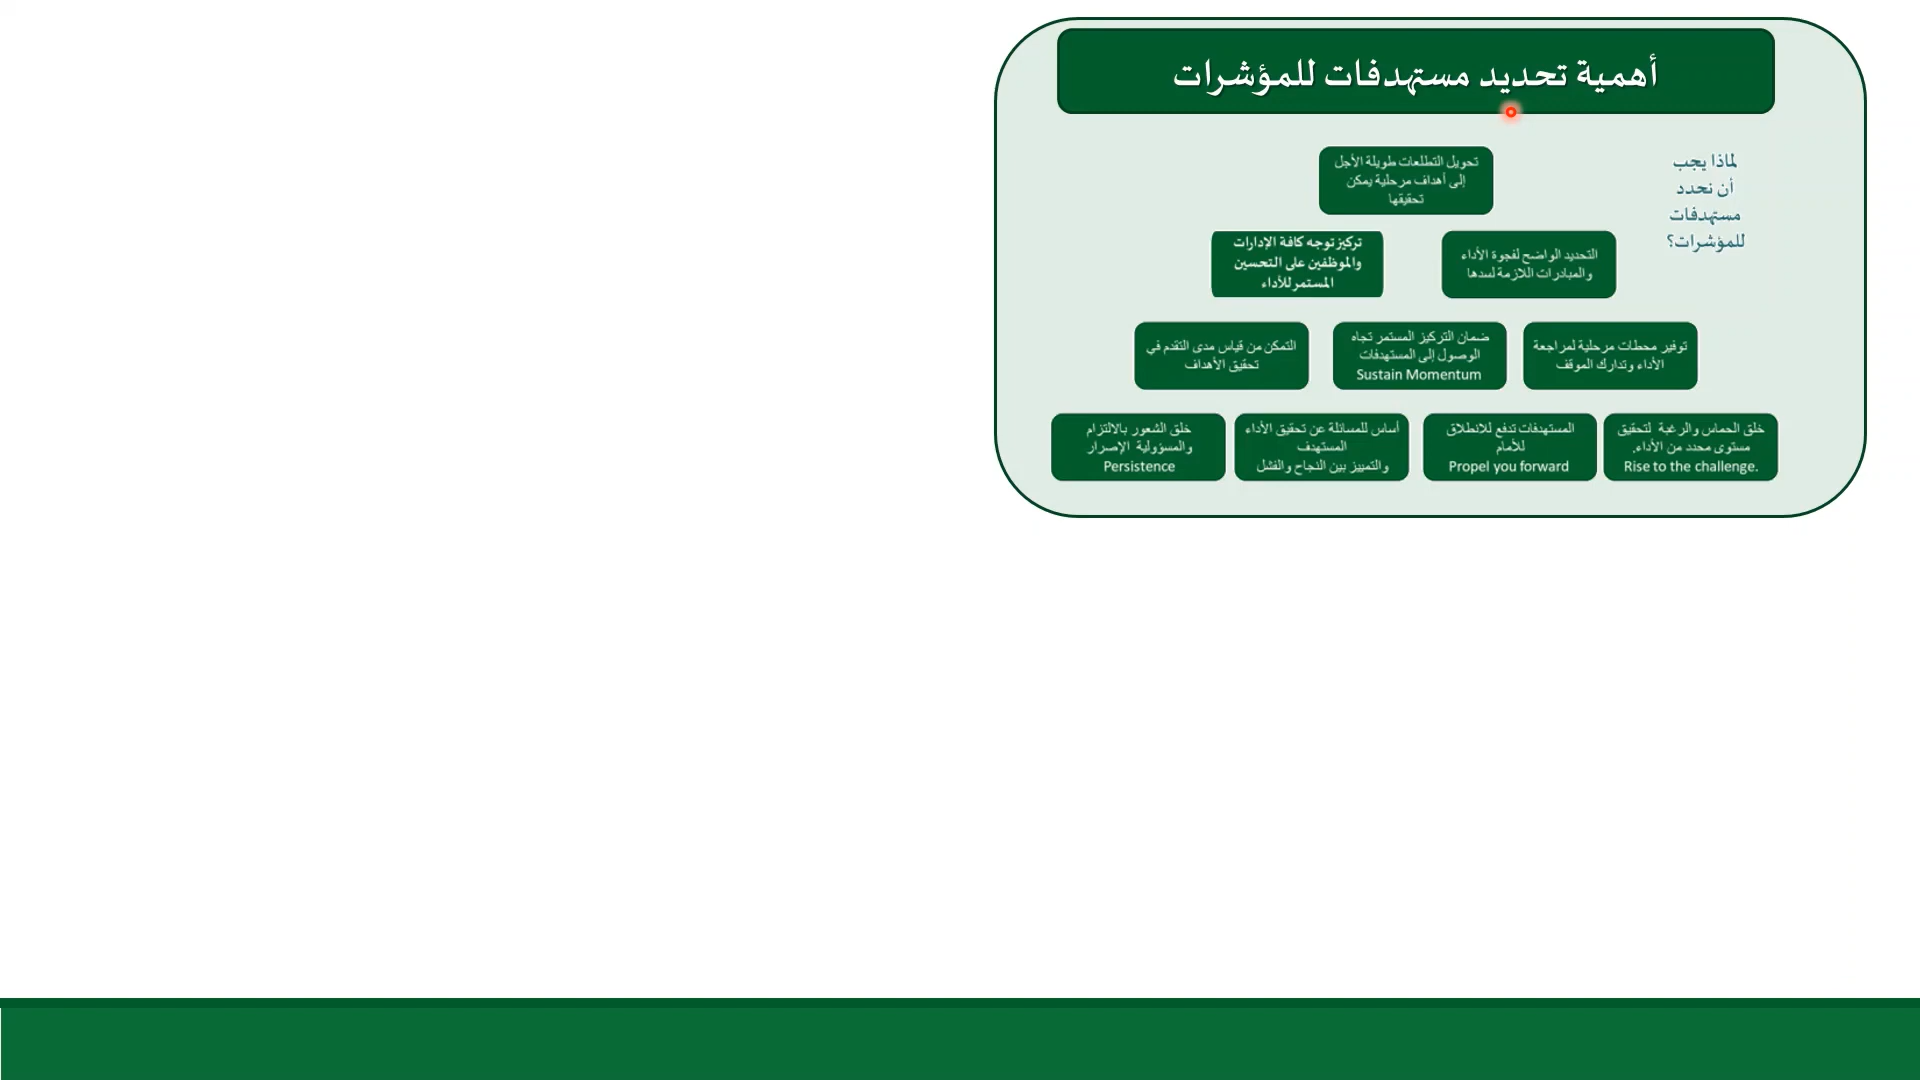 أهمية تحديد مستهدفات للمؤشرات
لماذا يجب
أن نحدد
مستهدفات
للمؤشرات؟
تحويل التطلعات طويلة الأجل
إلى أهداف مرحلية يمكن
تحقيقها
التحديد الواضح لفجوة الأداء
والمبادرات اللازمة لسدها
تركيز توجه كافة الإدارات
والموظفين على التحسين
المستمر للأداء
توفير محطات مرحلية لمراجعة
الأداء وتدارك الموقف
ضمان التركيز المستمر تجاه
الوصول إلى المستهدفات
Sustain Momentum
التمكن من قياس مدى التقدم في
تحقيق الأهداف
خلق الحماس والرغبة لتحقيق
مستوى محدد من الأداء.
Rise to the challenge.
المستهدفات تدفع للانطلاق
للأمام
Propel you forward
أساس للمسائلة عن تحقيق الأداء
المستهدف
والتمييز بين النجاح والفشل
خلق الشعور بالالتزام
والمسؤولية الإصرار
Persistence